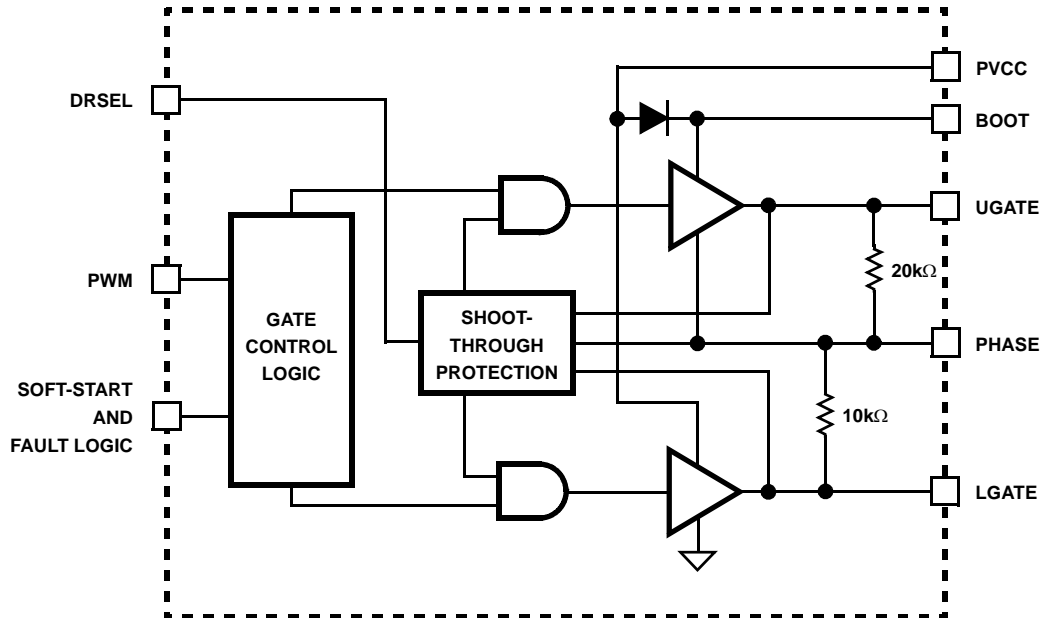 PVCC
DRSEL
BOOT
UGATE
PWM
20kΩ
GATE
CONTROL
LOGIC
SHOOT-
THROUGH
PROTECTION
PHASE
SOFT-START
AND
FAULT LOGIC
10kΩ
LGATE